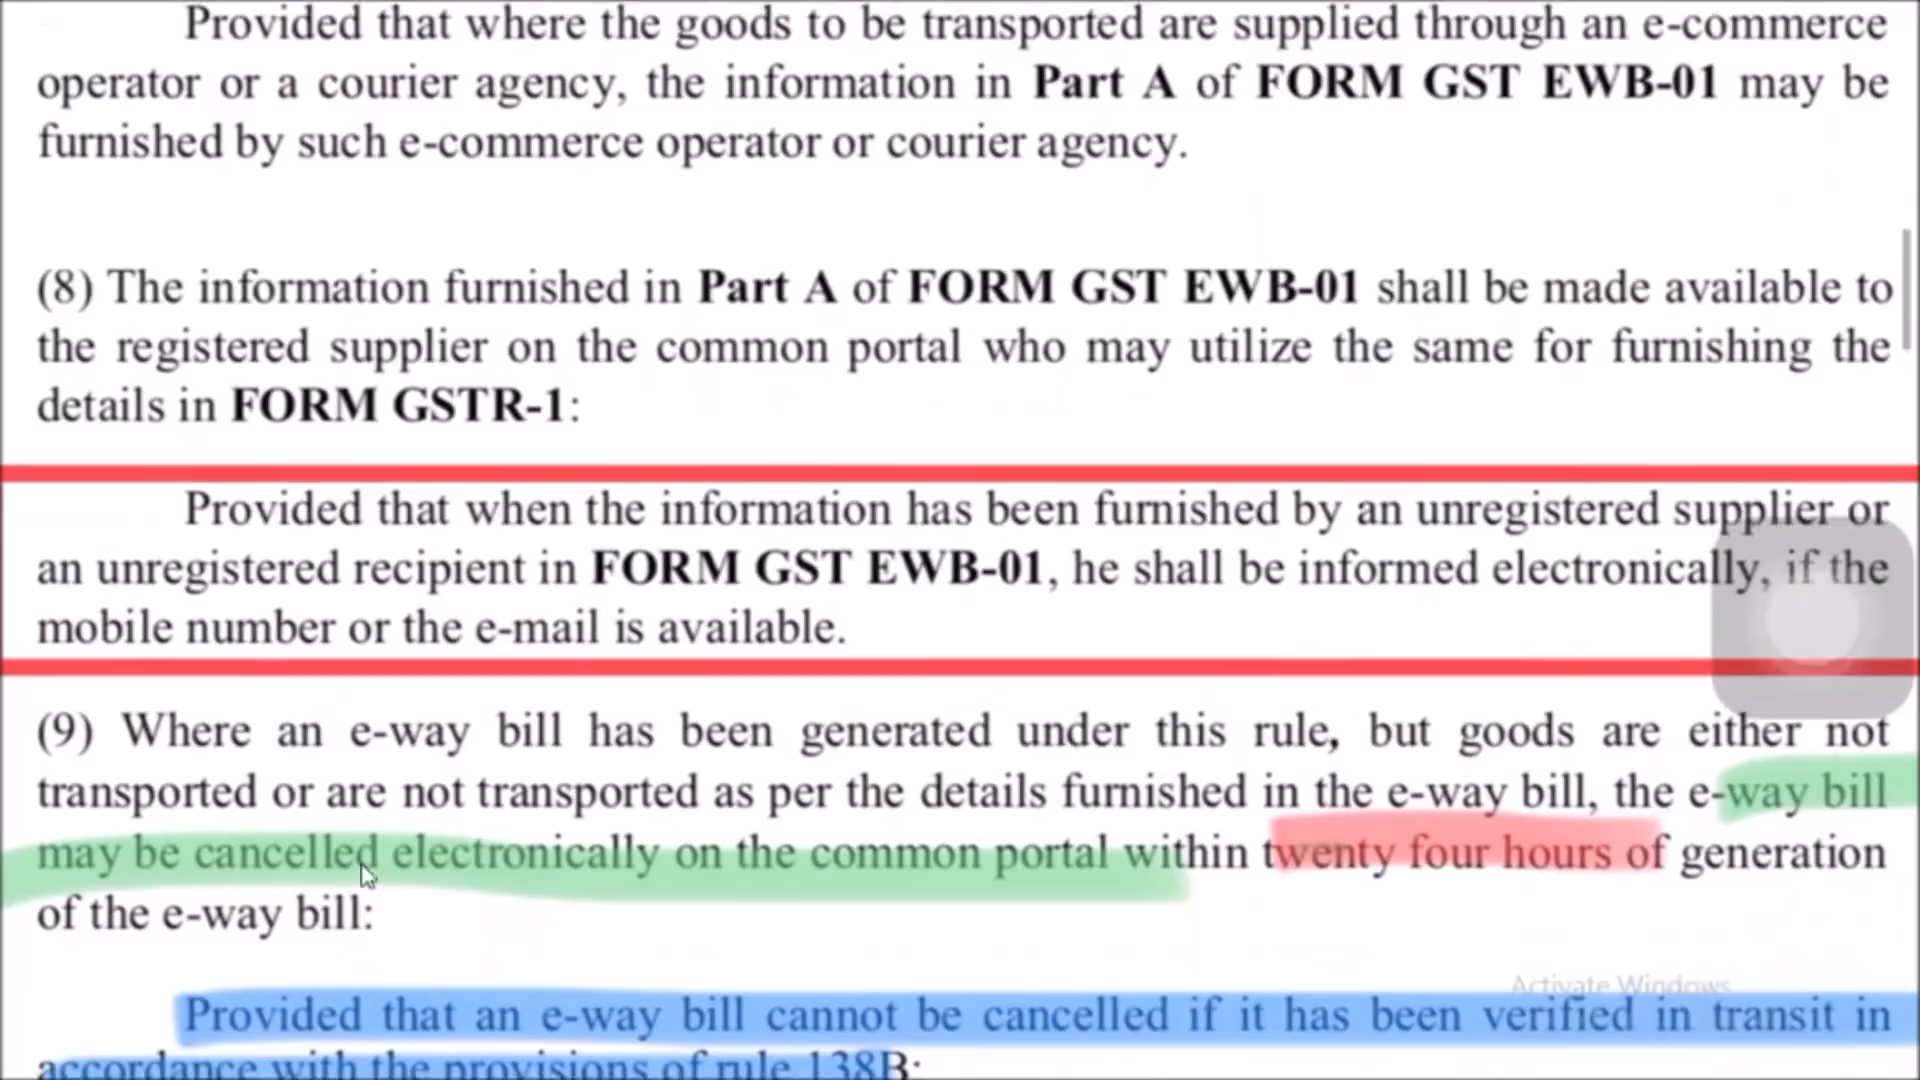 Provided that where the goods to be transported are supplied through an e-commerce
operator or a courier agency, the information in Part A of FORM GST EWB-01 may be
furnished by such e-commerce operator or courier agency.
(8) The information furnished in Part A of FORM GST EWB-01 shall be made available to
the registered supplier on the common portal who may utilize the same for furnishing the
details in FORM GSTR-1:
Provided that when the information has been furnished by an unregistered supplier or
an unregistered recipient in FORM GST EWB-01, he shall be informed electronically, if the
mobile number or the e-mail is available.
(9) Where an e-way bill has been generated under this rule, but goods are either not
transported or are not transported as per the details furnished in the e-way bill, the e-way bill
may be cancelled electronically on the common portal within twenty four hours of generation
of the e-way bill:
Activate Windows
Provided that an e-way bill cannot be cancelled if it has been verified in transit in
accordance with the provisions of rule 138B: